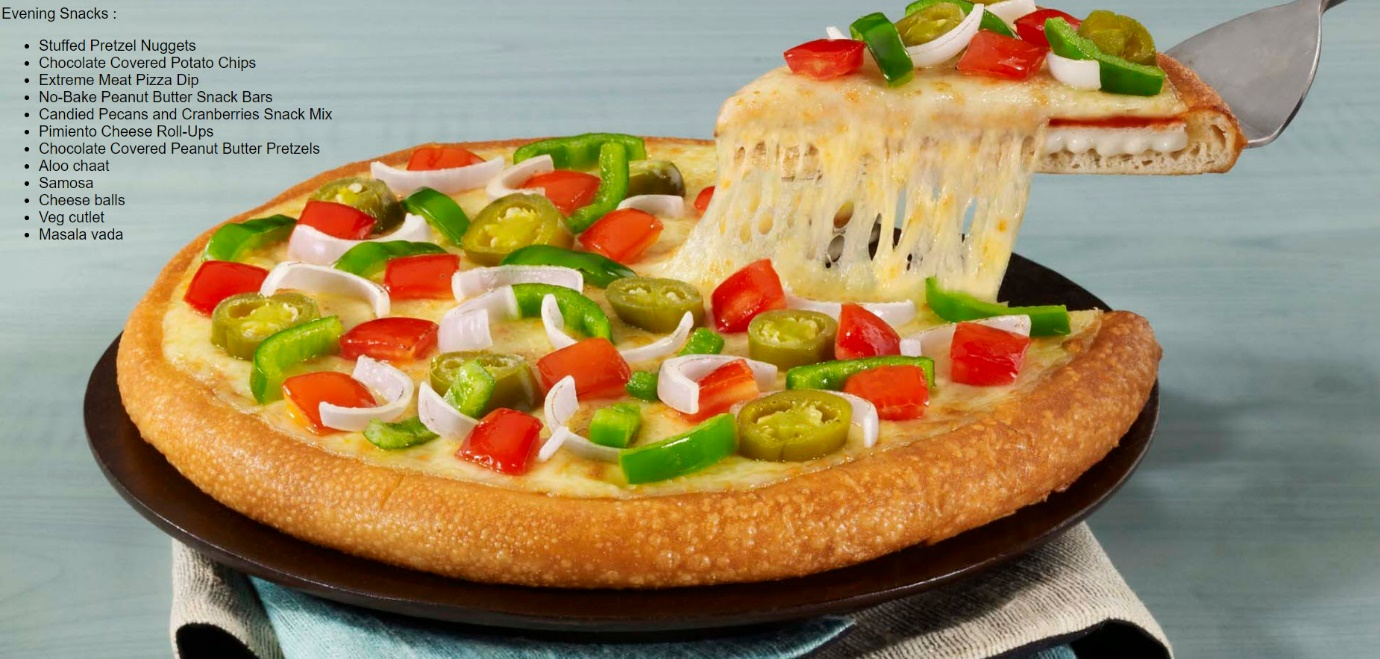 Evening Snacks :
Stuffed Pretzel Nuggets
Chocolate Covered Potato Chips
Extreme Meat Pizza Dip
No-Bake Peanut Butter Snack Bars
Candied Pecans and Cranberries Snack Mix
Pimiento Cheese Roll-Ups
Chocolate Covered Peanut Butter Pretzels
Aloo chaat
Samosa
Cheese balls
Veg cutlet
Masala vada